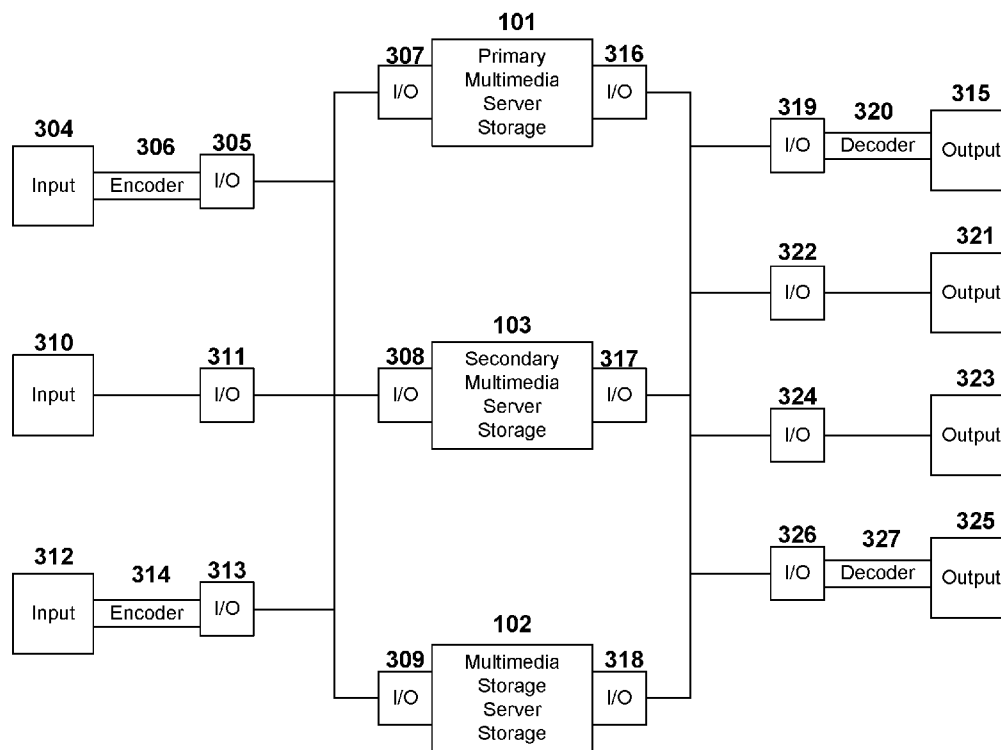 101
307
Primary
Multimedia
Server
Storage
316
I/O
I/O
304
306
305
Input
Encoder
I/O
319
320
315
I/O
Decoder
Output
322
321
I/O
Output
310
311
Input
I/O
103
308
Secondary
Multimedia
Server
Storage
317
I/O
I/O
324
323
I/O
Output
312
314
313
Input
Encoder
I/O
326
327
325
I/O
Decoder
Output
102
309
Multimedia
Storage
Server
Storage
318
I/O
I/O